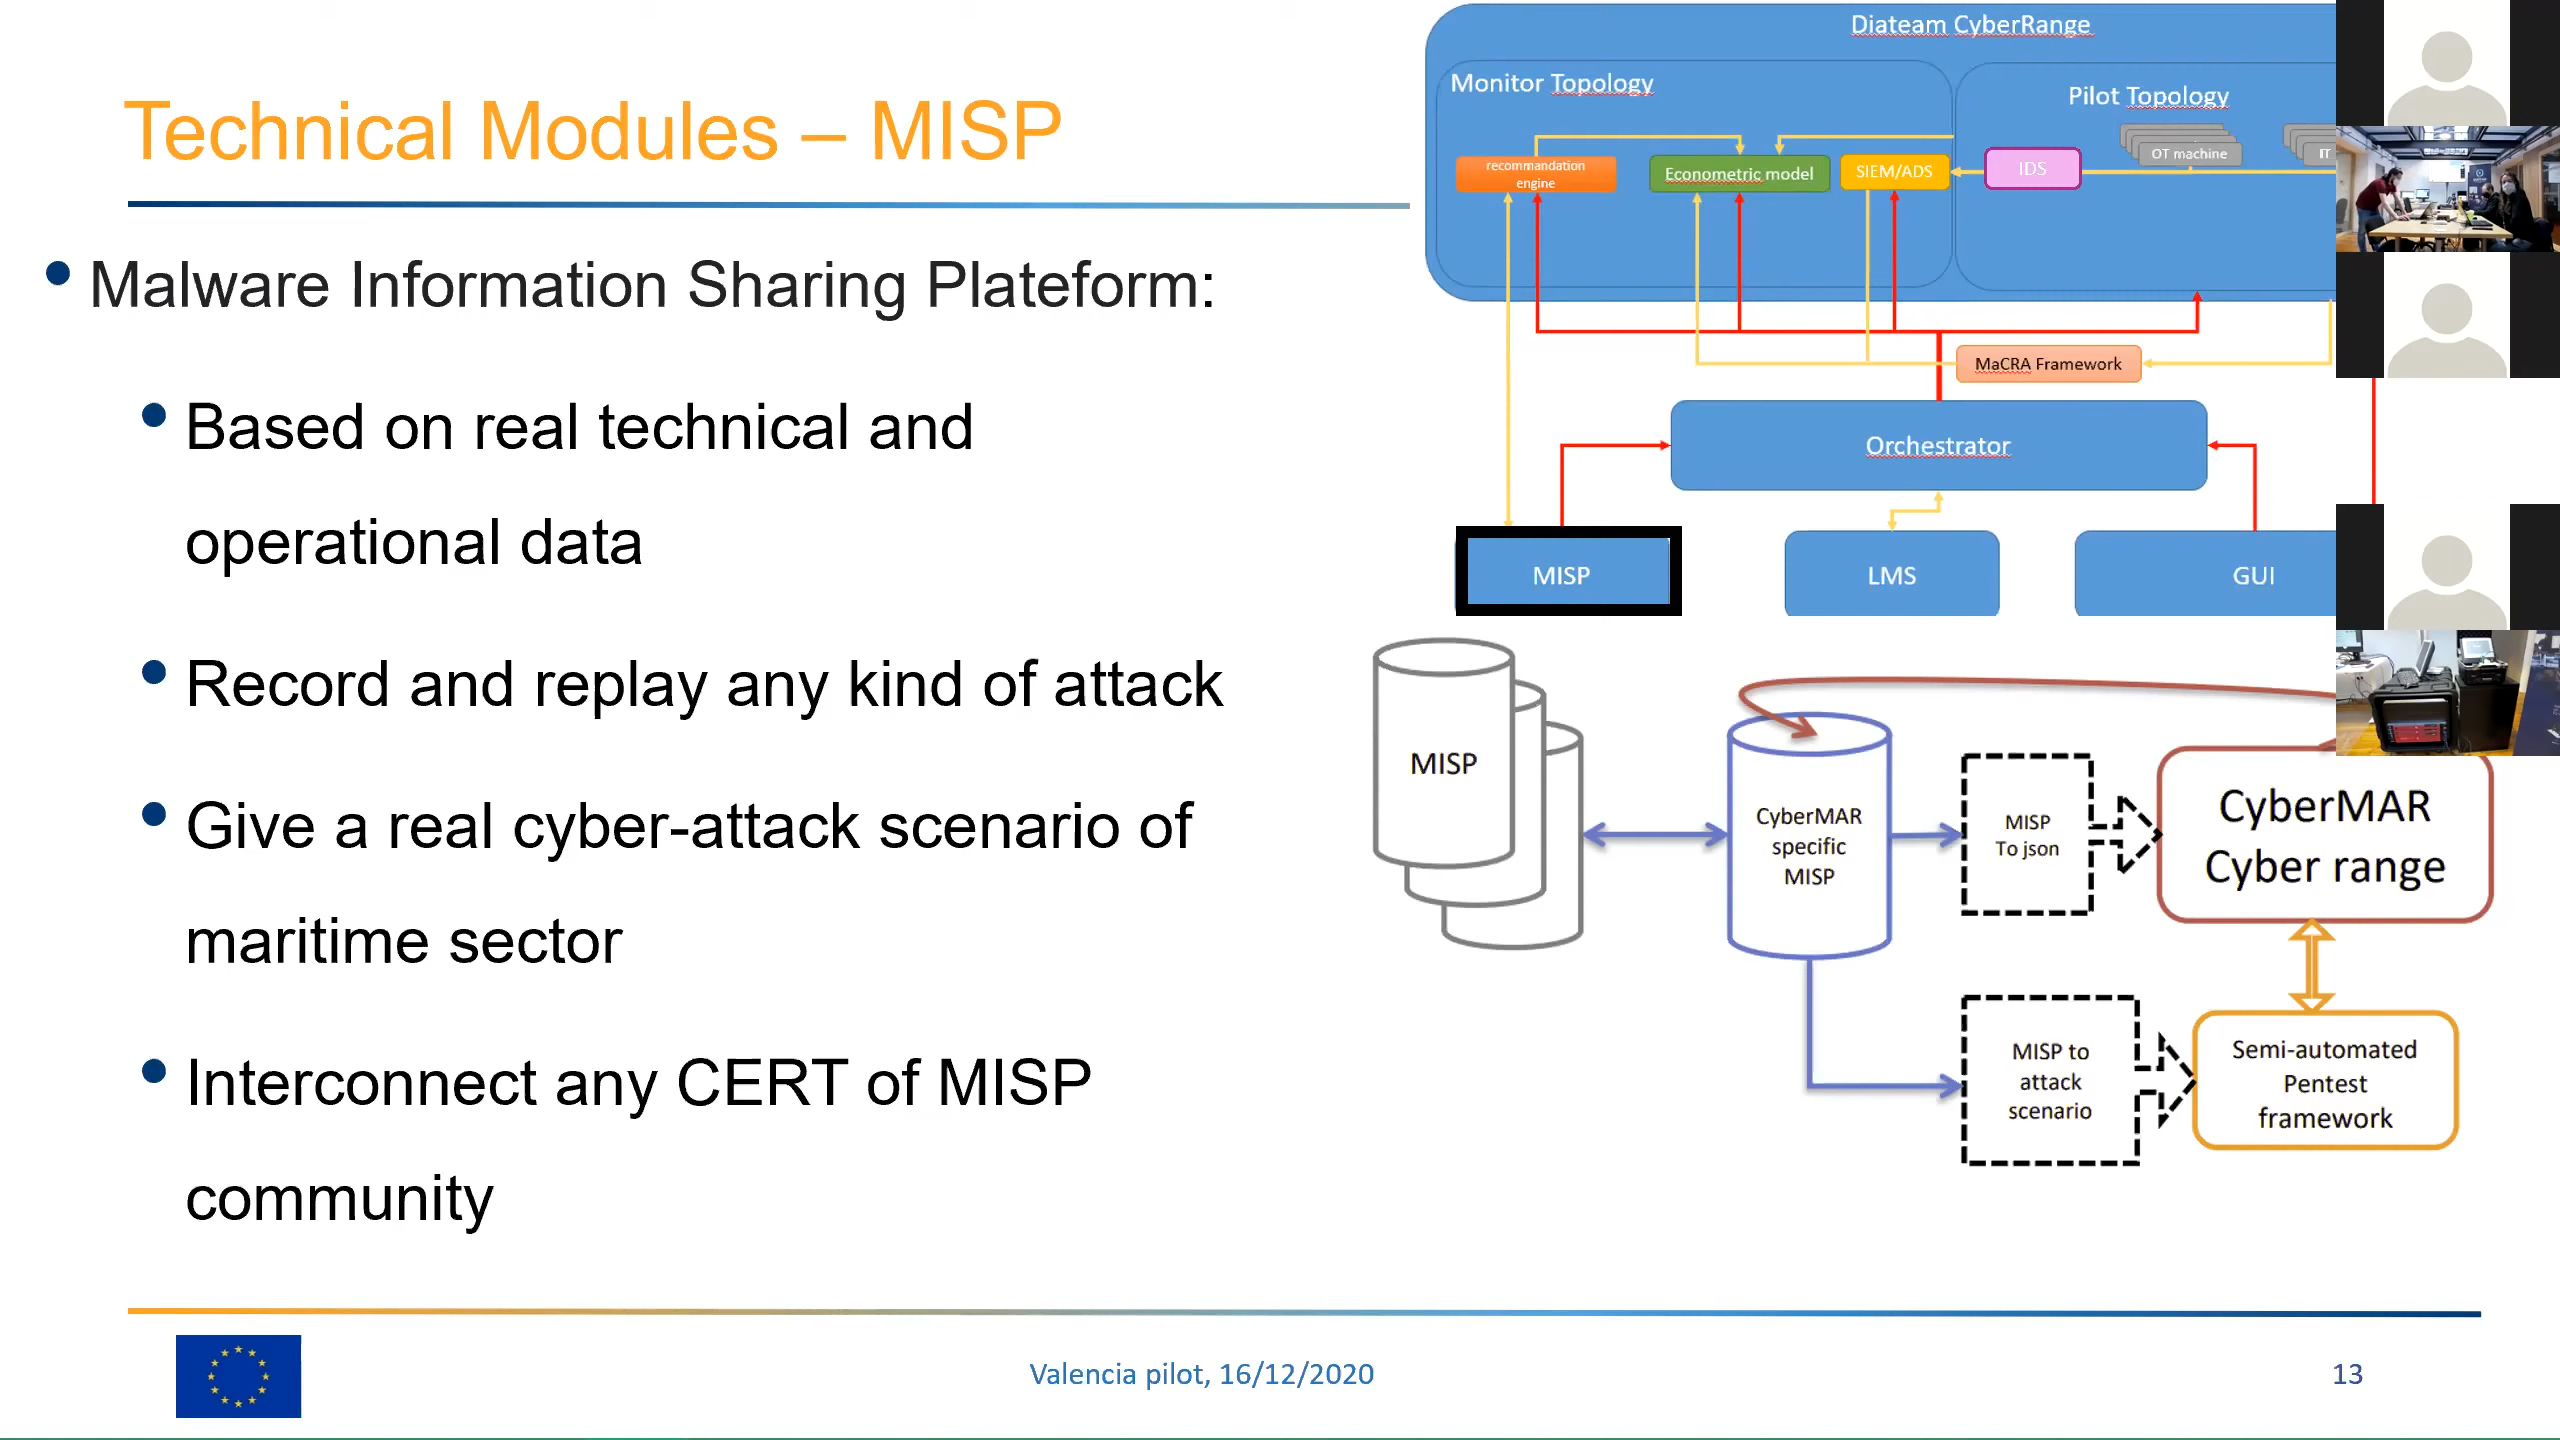 Technical Modules – MISP
Malware Information Sharing Plateform:
Based on real technical and
operational data
Record and replay any kind of attack
Give a real cyber-attack scenario of
maritime sector
Interconnect any CERT of MISP
community
Diateam CyberRange
Monitor Topology
Pilot Topology
recommandation
engine
Econometric model
SIEM/ADS
IDS
OT machine
IT
MaCRA Framework
Orchestrator
MISP
LMS
GUI
MISP
CyberMAR
specific
MISP
MISP
To json
CyberMAR
Cyber range
MISP to
attack
scenario
Semi-automated
Pentest
framework
Valencia pilot, 16/12/2020
13